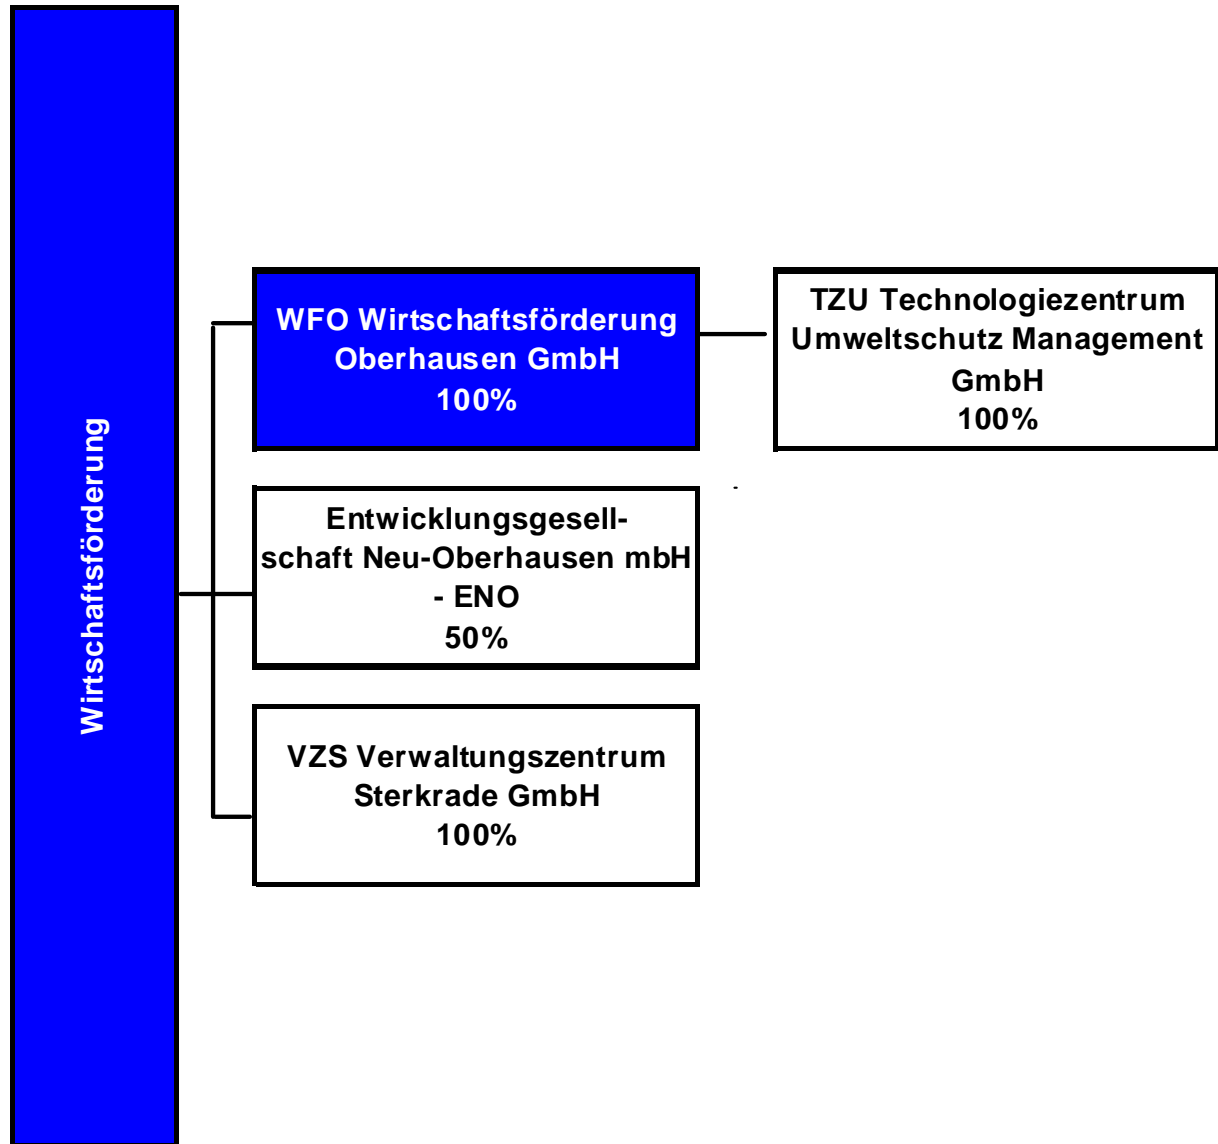 Wirtschaftsförderung
WFO Wirtschaftsförderung
Oberhausen GmbH
100%
TZU Technologiezentrum
Umweltschutz Management
GmbH
100%
Entwicklungsgesell-
schaft Neu-Oberhausen mbH
- ENO
50%
VZS Verwaltungszentrum
Sterkrade GmbH
100%